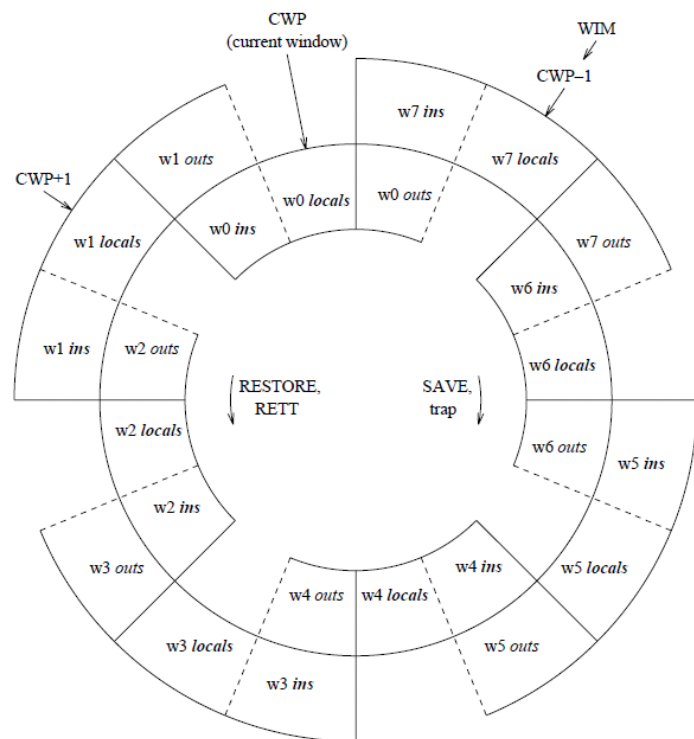 CWP
(current window)
WIM
CWP–1
w7 ins
w7 locals
w1 outs
w0 locals
w0 outs
CWP+1
w0 ins
w7 outs
w1 locals
w6 ins
w1 ins
w2 outs
w6 locals
RESTORE,
RETT
SAVE,
trap
w2 locals
w6 outs
w5 ins
w2 ins
w3 outs
w4 ins
w5 locals
w4 outs
w4 locals
w3 locals
w5 outs
w3 ins